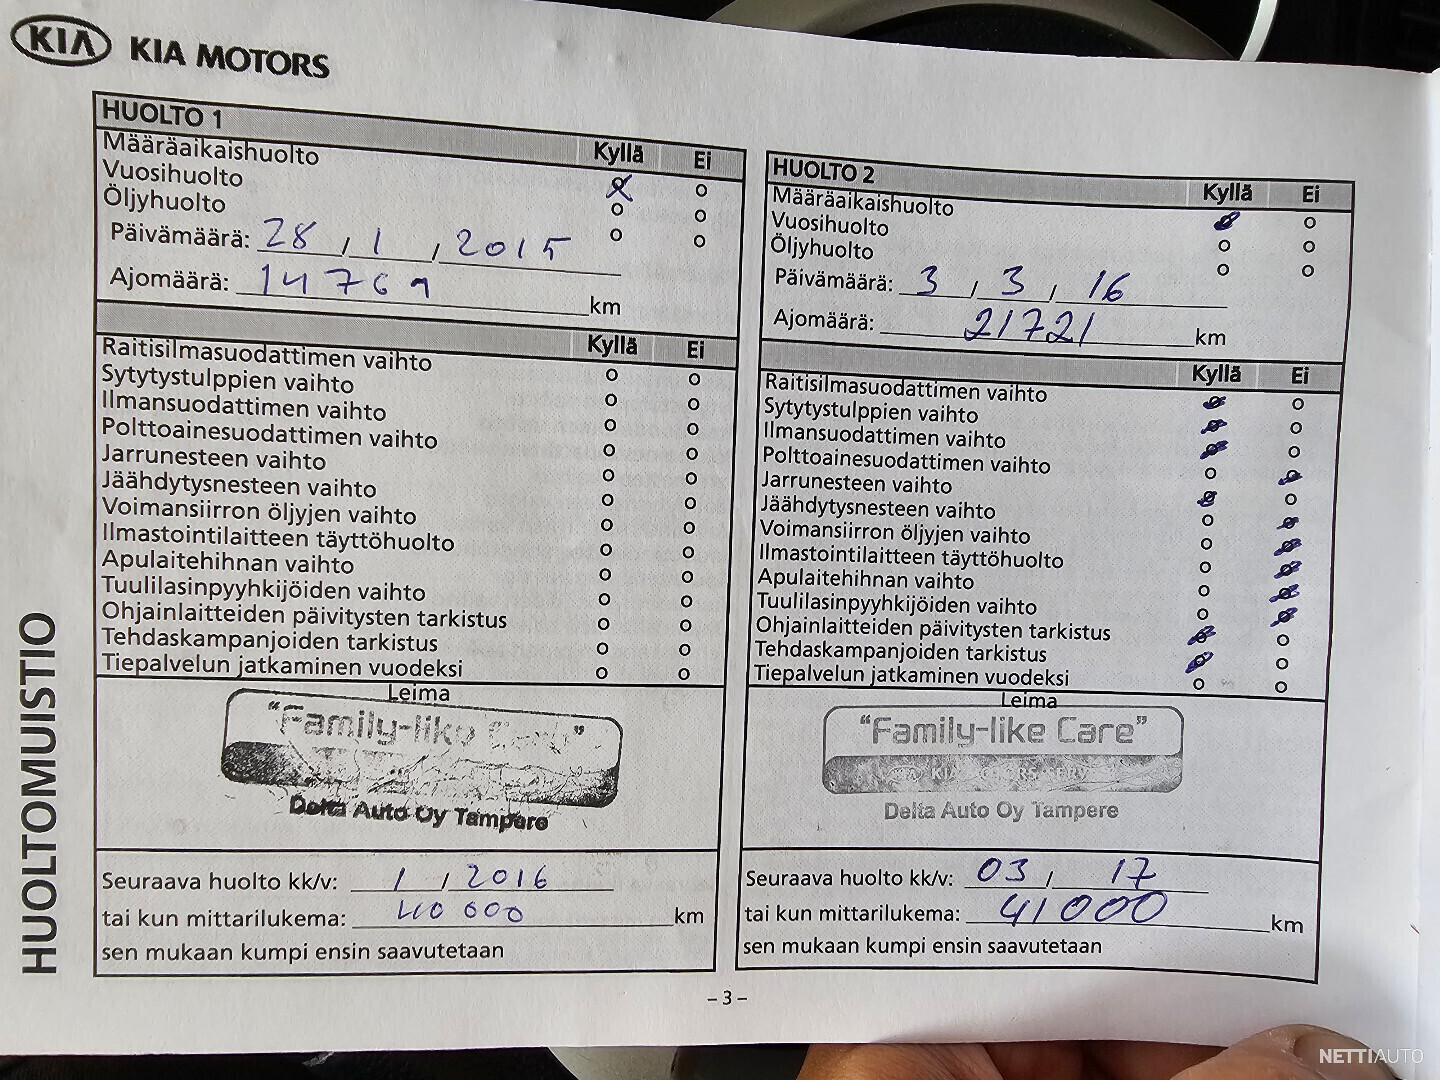 KIA KIA MOTORS
HUOLTOMUISTIO
HUOLTO 1
Kyllä Ei
Määräaikaishuolto
Vuosihuolto
Öljyhuolto
Päivämäärä: 28 / 1 / 2015
Ajomäärä: 14769 km
Kyllä Ei
Raitisilmasuodattimen vaihto
Sytytystulppien vaihto
Ilmansuodattimen vaihto
Polttoainesuodattimen vaihto
Jarrunesteen vaihto
Jäähdytysnesteen vaihto
Voimansiirron öljyjen vaihto
Ilmastointilaitteen täyttöhuolto
Apulaitehihnan vaihto
Tuulilasinpyyhkijöiden vaihto
Ohjainlaitteiden päivitysten tarkistus
Tehdaskampanjoiden tarkistus
Tiepalvelun jatkaminen vuodeksi
Leima
"Family-like Care"
Delta Auto Oy Tampere
Seuraava huolto kk/v: 1 / 2016
tai kun mittarilukema: 40 000 km
sen mukaan kumpi ensin saavutetaan
HUOLTO 2
Kyllä Ei
Määräaikaishuolto
Vuosihuolto
Öljyhuolto
Päivämäärä: 3 / 3 / 16
Ajomäärä: 21721 km
Kyllä Ei
Raitisilmasuodattimen vaihto
Sytytystulppien vaihto
Ilmansuodattimen vaihto
Polttoainesuodattimen vaihto
Jarrunesteen vaihto
Jäähdytysnesteen vaihto
Voimansiirron öljyjen vaihto
Ilmastointilaitteen täyttöhuolto
Apulaitehihnan vaihto
Tuulilasinpyyhkijöiden vaihto
Ohjainlaitteiden päivitysten tarkistus
Tehdaskampanjoiden tarkistus
Tiepalvelun jatkaminen vuodeksi
Leima
"Family-like Care"
KIA KIA MOTORS SERVICE
Delta Auto Oy Tampere
Seuraava huolto kk/v: 03 / 17
tai kun mittarilukema: 41000 km
sen mukaan kumpi ensin saavutetaan
- 3 -
NETTIAUTO